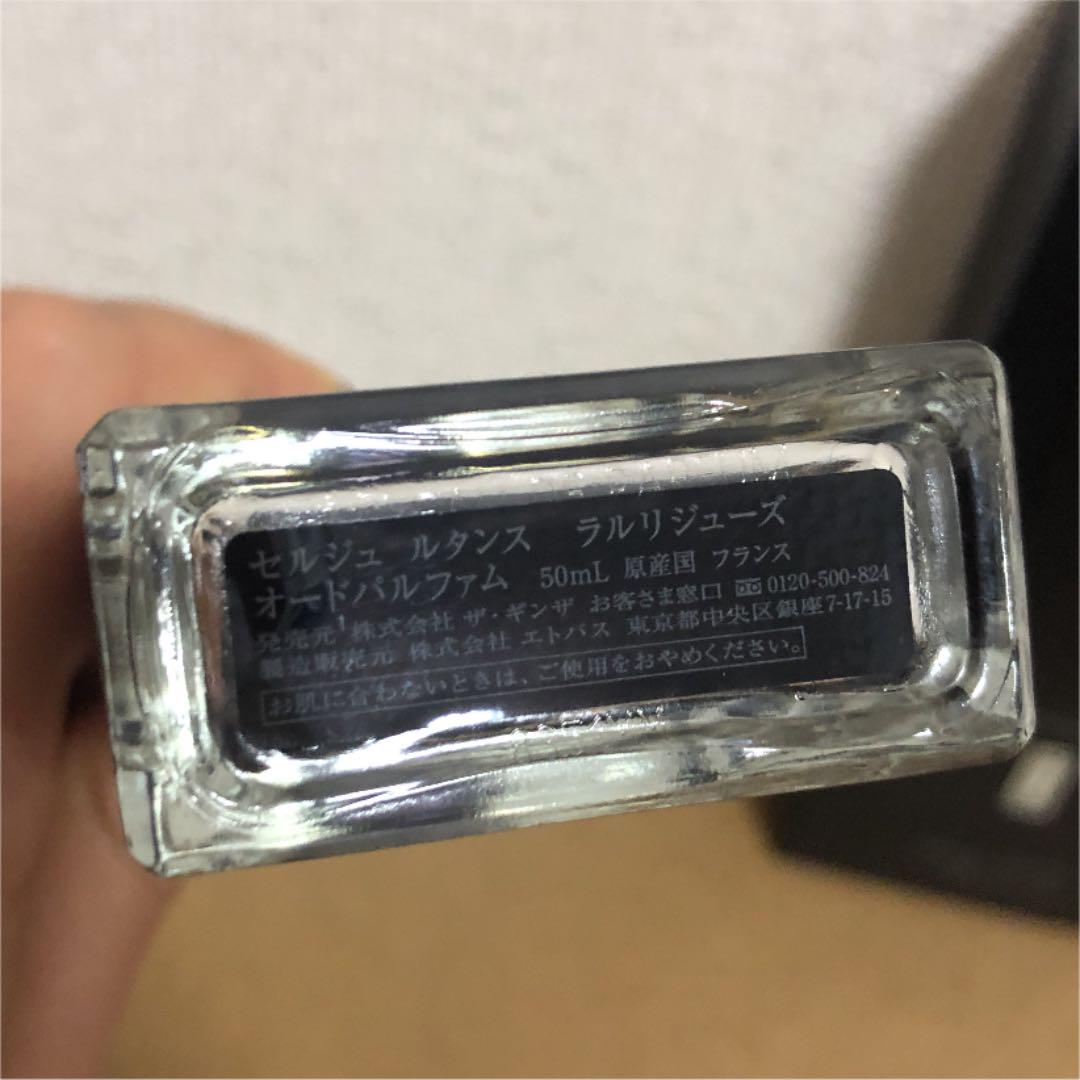 セルジュ ルタンス ラルリジューズ
オードパルファム 50mL 原産国 フランス
発売元 株式会社 ザ・ギンザ お客さま窓口 0120-500-824
製造販売元 株式会社 エトバス 東京都中央区銀座7-17-15
お肌に合わないときは、ご使用をおやめください。